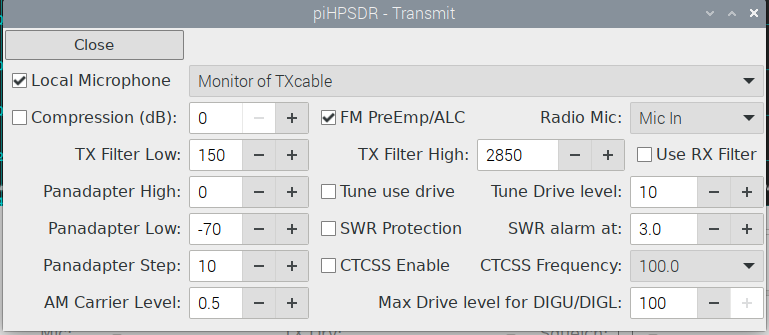 piHPSDR - Transmit
Close
Local Microphone Monitor of TXcable
Compression (dB): 0 FM PreEmp/ALC Radio Mic: Mic In
TX Filter Low: 150 TX Filter High: 2850 Use RX Filter
Panadapter High: 0 Tune use drive Tune Drive level: 10
Panadapter Low: -70 SWR Protection SWR alarm at: 3.0
Panadapter Step: 10 CTCSS Enable CTCSS Frequency: 100.0
AM Carrier Level: 0.5 Max Drive level for DIGU/DIGL: 100